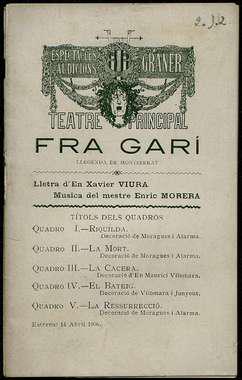 2.J.2
ESPECTACLES GRANER
AUDICIONS
TEATRE PRINCIPAL
FRA GARÍ
LLEGENDA DE MONTSERRAT
Lletra d'En Xavier VIURA
Musica del mestre Enric MORERA
TÍTOLS DELS QUADROS
QUADRO I.—RIQUILDA.
Decoració de Moragues i Alarma.
QUADRO II.—LA MORT.
Decoració de Moragues i Alarma.
QUADRO III.—LA CACERA.
Decoració d'En Maurici Vilomara.
QUADRO IV.—EL BATEIG.
Decoració de Vilomara i Junyent.
QUADRO V.—LA RESSURRECCIÓ.
Decoració de Moragues i Alarma.
Estrena: 14 Abril 1906.